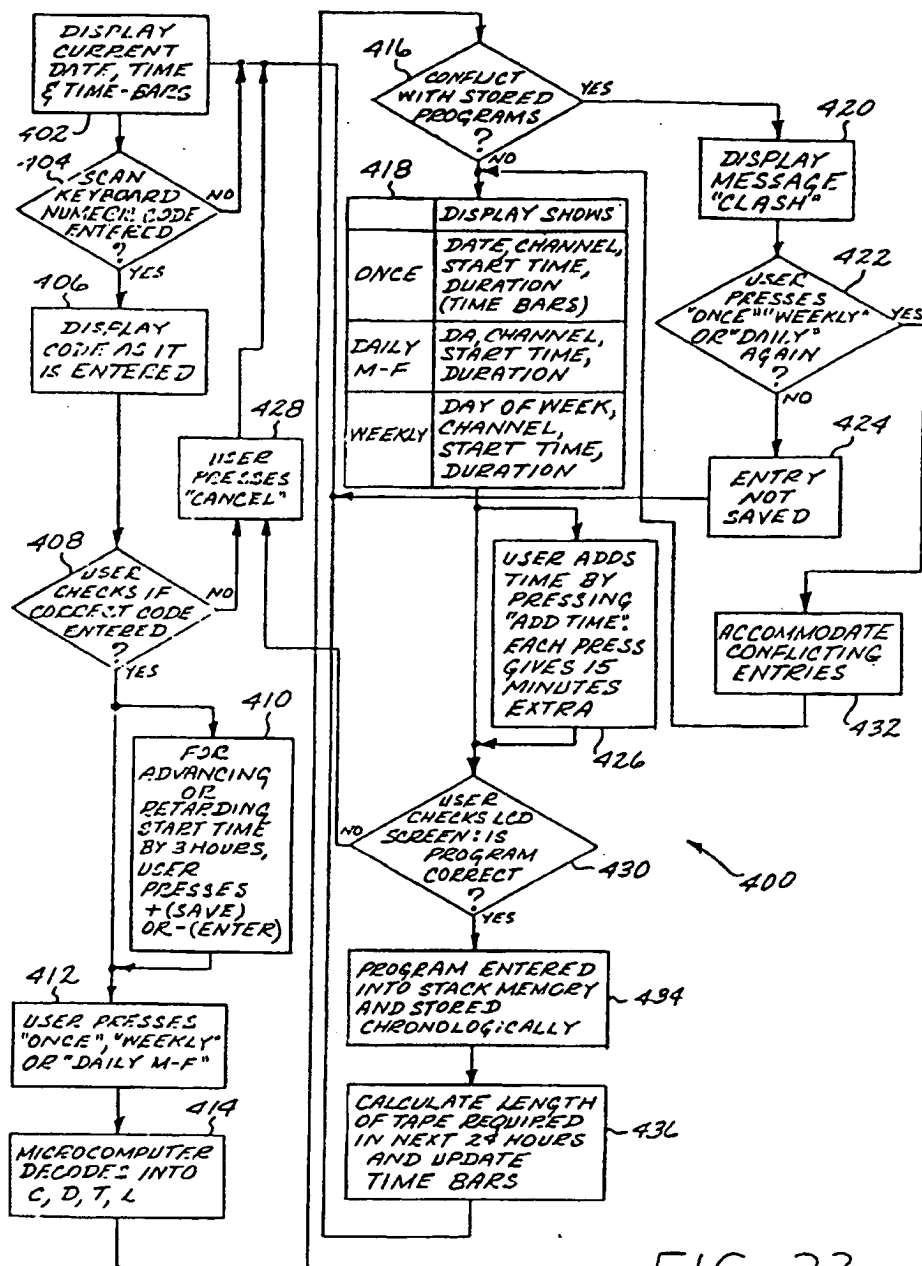 DISPLAY
CURRENT
DATE, TIME
& TIME-BARS
402
404
SCAN
KEYBOARD
NUMERIC CODE
ENTERED
?
NO
YES
406
DISPLAY
CODE AS IT
IS ENTERED
428
USER
PRESSES
"CANCEL"
408
USER
CHECKS IF
CORRECT CODE
ENTERED
?
NO
YES
410
FOR
ADVANCING
OR
RETARDING
START TIME
BY 3 HOURS,
USER
PRESSES
+(SAVE)
OR-(ENTER)
412
USER PRESSES
"ONCE", "WEEKLY"
OR "DAILY M-F"
414
MICROCOMPUTER
DECODES INTO
C, D, T, L
416
CONFLICT
WITH STORED
PROGRAMS
?
YES
NO
418
DISPLAY SHOWS
ONCE
DATE, CHANNEL,
START TIME,
DURATION
(TIME BARS)
DAILY
M-F
DA, CHANNEL,
START TIME,
DURATION
WEEKLY
DAY OF WEEK,
CHANNEL,
START TIME,
DURATION
420
DISPLAY
MESSAGE
"CLASH"
422
USER
PRESSES
"ONCE" "WEEKLY"
OR "DAILY"
AGAIN
?
YES
NO
424
ENTRY
NOT
SAVED
USER ADDS
TIME BY
PRESSING
"ADD TIME":
EACH PRESS
GIVES 15
MINUTES
EXTRA
426
ACCOMMODATE
CONFLICTING
ENTRIES
432
USER
CHECKS LCD
SCREEN: IS
PROGRAM
CORRECT
?
NO
YES
430
400
PROGRAM ENTERED
INTO STACK MEMORY
AND STORED
CHRONOLOGICALLY
434
CALCULATE LENGTH
OF TAPE REQUIRED
IN NEXT 24 HOURS
AND UPDATE
TIME BARS
436